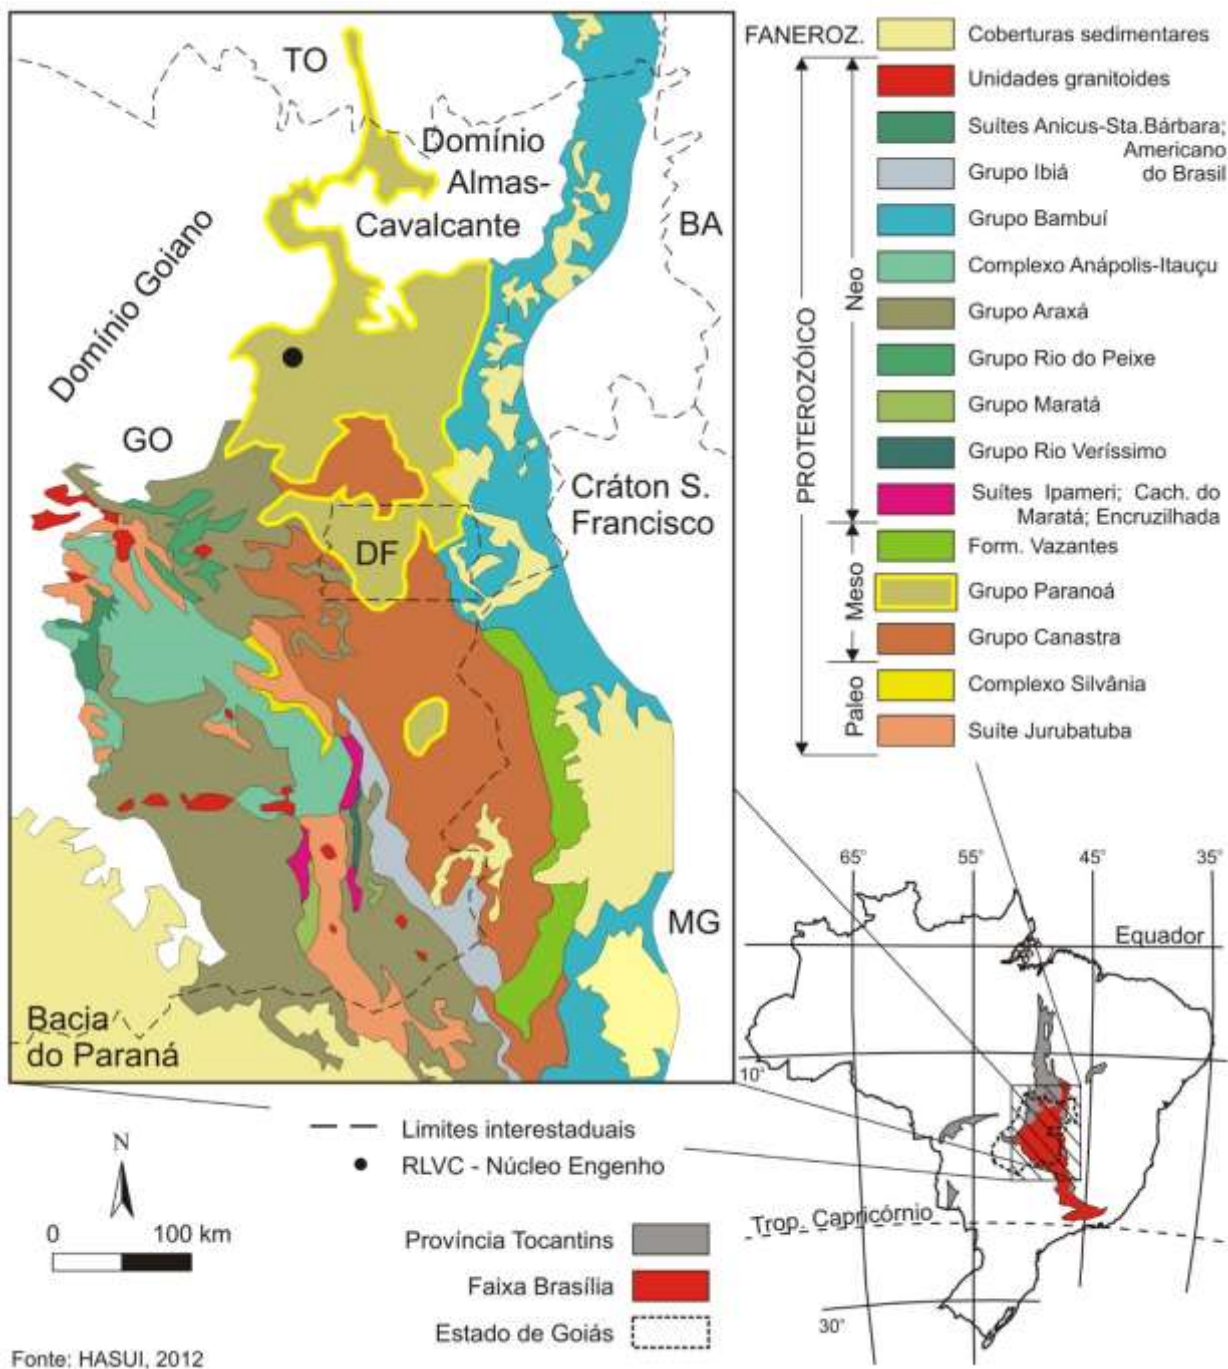 TO
Domínio
Almas-
Cavalcante
BA
Domínio Goiano
GO
Cráton S.
Francisco
DF
MG
Bacia
do Paraná
FANEROZ.
PROTEROZÓICO
Neo
Meso
Paleo
Coberturas sedimentares
Unidades granitoides
Suítes Anicus-Sta.Bárbara;
Americano
do Brasil
Grupo Ibiá
Grupo Bambuí
Complexo Anápolis-Itauçu
Grupo Araxá
Grupo Rio do Peixe
Grupo Maratá
Grupo Rio Veríssimo
Suítes Ipameri; Cach. do
Maratá; Encruzilhada
Form. Vazantes
Grupo Paranoá
Grupo Canastra
Complexo Silvânia
Suíte Jurubatuba
65° 55° 45° 35°
Equador
10°
Trop. Capricórnio
30°
Limites interestaduais
RLVC - Núcleo Engenho
N
0 100 km
Província Tocantins
Faixa Brasília
Estado de Goiás
Fonte: HASUI, 2012